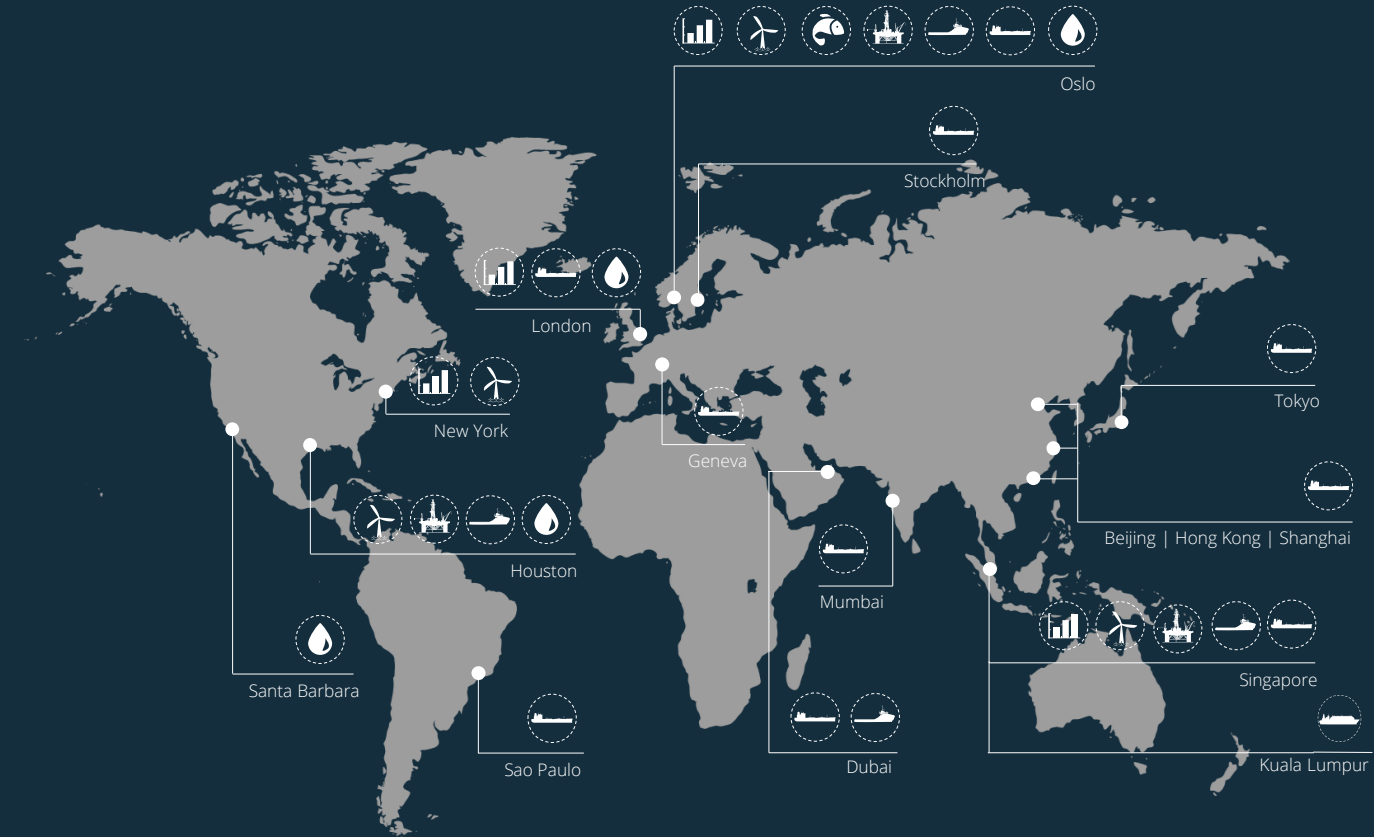 Oslo
Stockholm
London
Tokyo
New York
Geneva
Beijing | Hong Kong | Shanghai
Houston
Mumbai
Singapore
Santa Barbara
Kuala Lumpur
Sao Paulo
Dubai